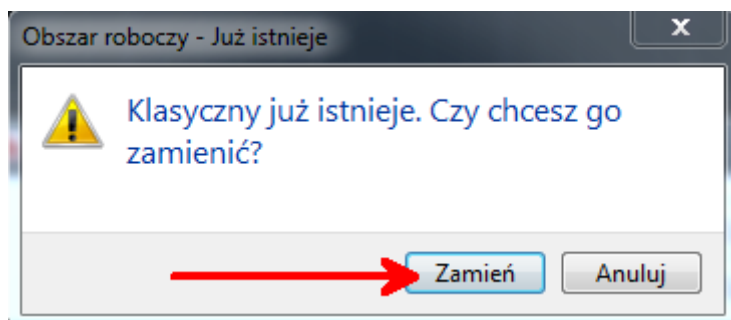 Obszar roboczy - Już istnieje
Klasyczny już istnieje. Czy chcesz go
zamienić?
Zamień
Anuluj